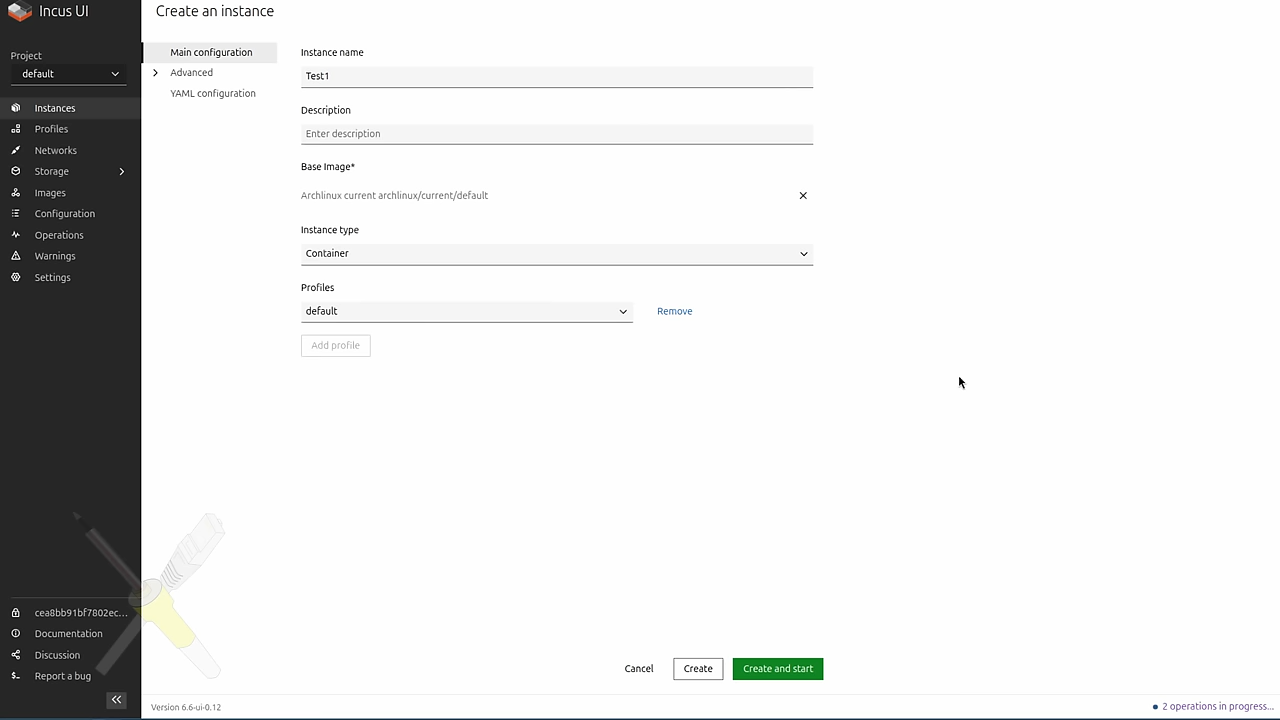 Incus UI
Project
default
Instances
Profiles
Networks
Storage
Images
Configuration
Operations
Warnings
Settings
cea8bb91bf7802ec...
Documentation
Discussion
Report a bug
Create an instance
Main configuration
Advanced
YAML configuration
Instance name
Test1
Description
Enter description
Base Image*
Archlinux current archlinux/current/default
Instance type
Container
Profiles
default
Remove
Add profile
Cancel
Create
Create and start
Version 6.6-ui-0.12
2 operations in progress...